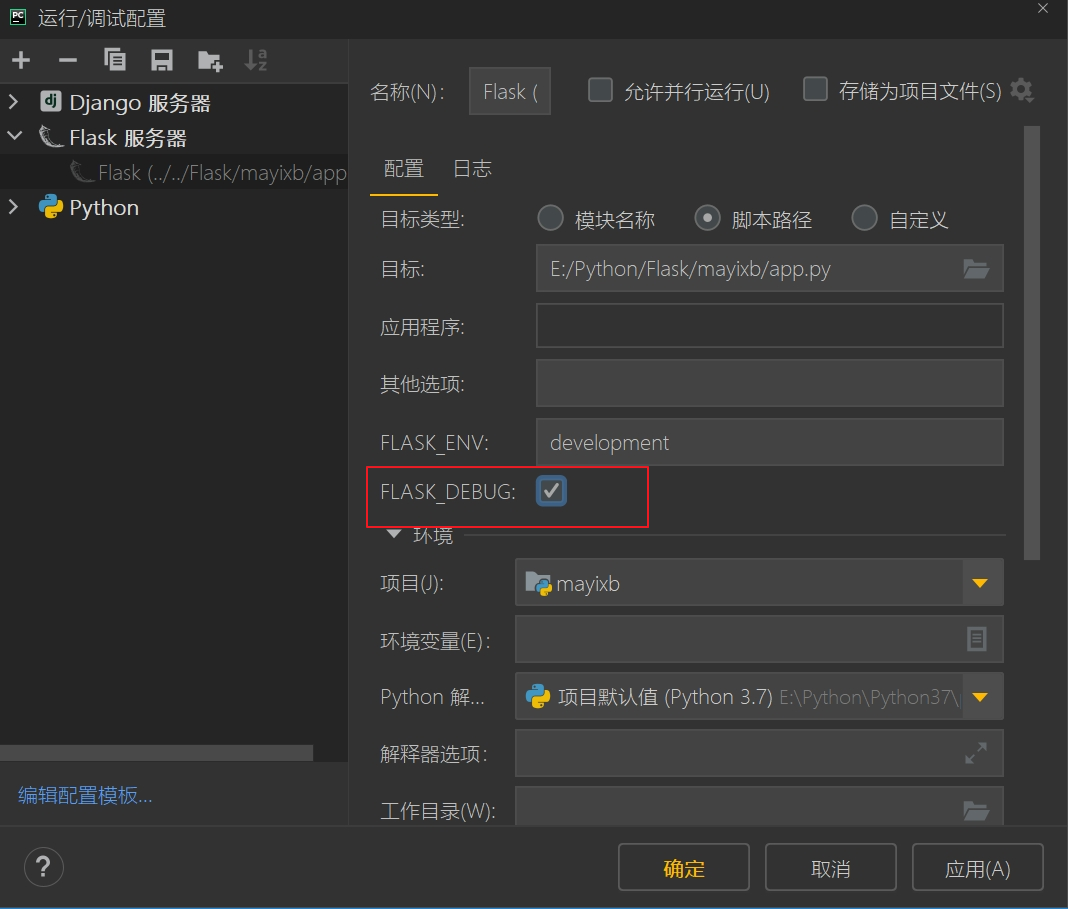 PC 运行/调试配置
dj Django 服务器
Flask 服务器
Flask (../../Flask/mayixb/app
Python
编辑配置模板...
?
名称(N): Flask ( 允许并行运行(U) 存储为项目文件(S)
配置 日志
目标类型: 模块名称 脚本路径 自定义
目标: E:/Python/Flask/mayixb/app.py
应用程序:
其他选项:
FLASK_ENV: development
FLASK_DEBUG:
环境
项目(J): mayixb
环境变量(E):
Python 解... 项目默认值 (Python 3.7) E:\Python\Python37\
解释器选项:
工作目录(W):
确定 取消 应用(A)